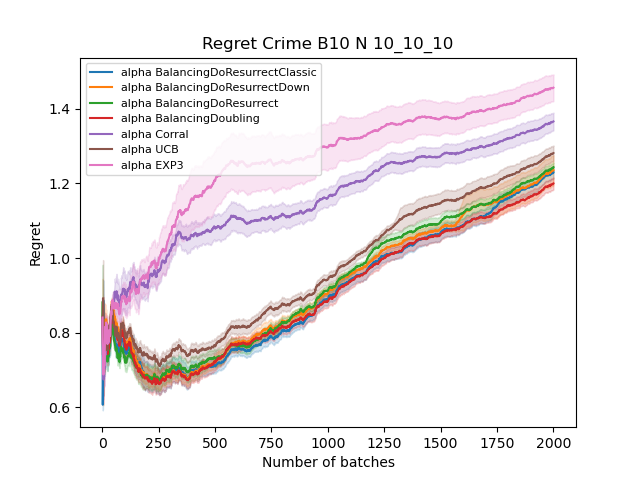 Regret Crime B10 N 10_10_10
alpha BalancingDoResurrectClassic
alpha BalancingDoResurrectDown
alpha BalancingDoResurrect
alpha BalancingDoubling
alpha Corral
alpha UCB
alpha EXP3
Regret
1.4
1.2
1.0
0.8
0.6
0 250 500 750 1000 1250 1500 1750 2000
Number of batches